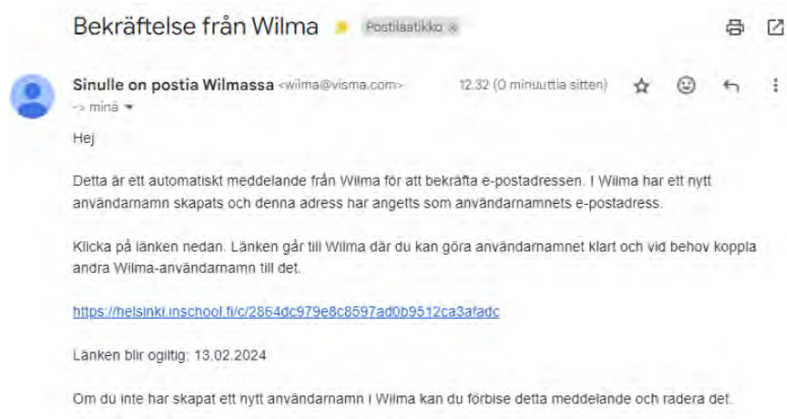 Bekräftelse från Wilma Postilaatikko x
Sinulle on postia Wilmassa <wilma@visma.com> 12.32 (0 minuuttia sitten)
-> minä
Hej
Detta är ett automatiskt meddelande från Wilma för att bekräfta e-postadressen. I Wilma har ett nytt
användarnamn skapats och denna adress har angetts som användarnamnets e-postadress.
Klicka på länken nedan. Länken går till Wilma där du kan göra användarnamnet klart och vid behov koppla
andra Wilma-användarnamn till det.
https://helsinki.inschool.fi/c/2864dc979e8c8597ad0b9512ca3afadc
Länken blir ogiltig: 13.02.2024
Om du inte har skapat ett nytt användarnamn i Wilma kan du förbise detta meddelande och radera det.